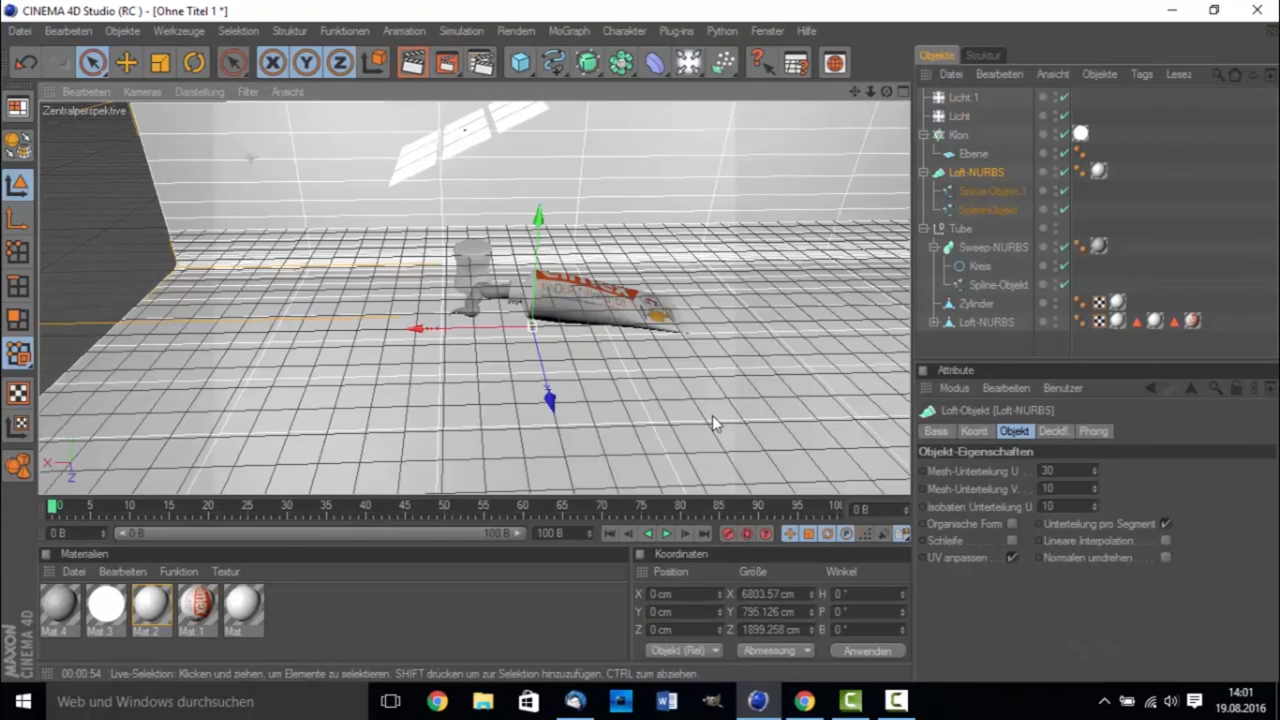 CINEMA 4D Studio (RC ) - [Ohne Titel 1 *]
Datei Bearbeiten Objekte Werkzeuge Selektion Struktur Funktionen Animation Simulation Rendern MoGraph Charakter Plug-ins Python Fenster Hilfe
X Y Z
Bearbeiten Kameras Darstellung Filter Ansicht
Zentralperspektive
X Z
0 5 10 15 20 25 30 35 40 45 50 55 60 65 70 75 80 85 90 95 100 0 B
0 B 0 B 100 B 100 B
Materialien
Datei Bearbeiten Funktion Textur
Mat 4 Mat 3 Mat 2 Mat 1 Mat
Koordinaten
Position Größe Winkel
X 0 cm X 6803.57 cm H 0 °
Y 0 cm Y 795.126 cm P 0 °
Z 0 cm Z 1899.258 cm B 0 °
Objekt (Rel) Abmessung Anwenden
MAXON CINEMA 4D
00:00:54 Live-Selektion: Klicken und ziehen, um Elemente zu selektieren. SHIFT drücken um zur Selektion hinzuzufügen, CTRL zum abziehen.
Objekte Struktur
Datei Bearbeiten Ansicht Objekte Tags Lesez
Licht.1
Licht
Klon
Ebene
Loft-NURBS
Spline-Objekt.1
Spline-Objekt
Tube
Sweep-NURBS
Kreis
Spline-Objekt
Zylinder
Loft-NURBS
Attribute
Modus Bearbeiten Benutzer
Loft-Objekt [Loft-NURBS]
Basis Koord. Objekt Deckfl. Phong
Objekt-Eigenschaften
Mesh-Unterteilung U . . . 30
Mesh-Unterteilung V. . . 10
Isobaten Unterteilung U 10
Organische Form Unterteilung pro Segment
Schleife . . . . . . . . Lineare Interpolation. . .
UV anpassen . . . Normalen umdrehen. . .
Web und Windows durchsuchen
14:01
19.08.2016